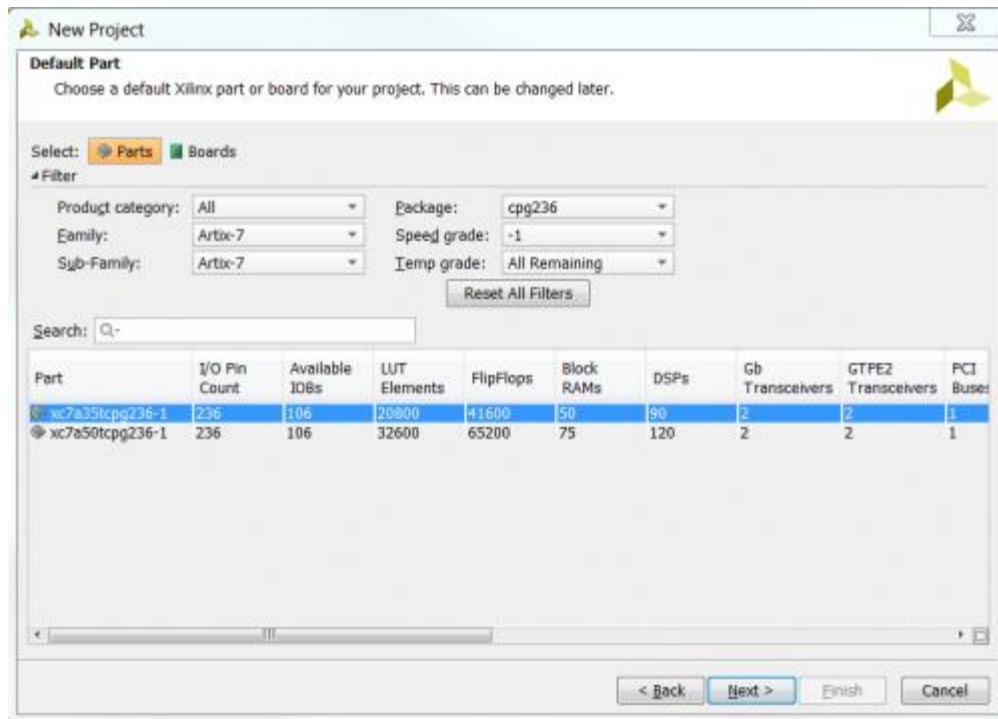 New Project
Default Part
Choose a default Xilinx part or board for your project. This can be changed later.
Select: Parts Boards
Filter
Product category: All Package: cpg236
Family: Artix-7 Speed grade: -1
Sub-Family: Artix-7 Temp grade: All Remaining
Reset All Filters
Search:
Part I/O Pin Count Available IOBs LUT Elements FlipFlops Block RAMs DSPs Gb Transceivers GTPE2 Transceivers PCI Buses
xc7a35tcpg236-1 236 106 20800 41600 50 90 2 2 1
xc7a50tcpg236-1 236 106 32600 65200 75 120 2 2 1
< Back Next > Finish Cancel